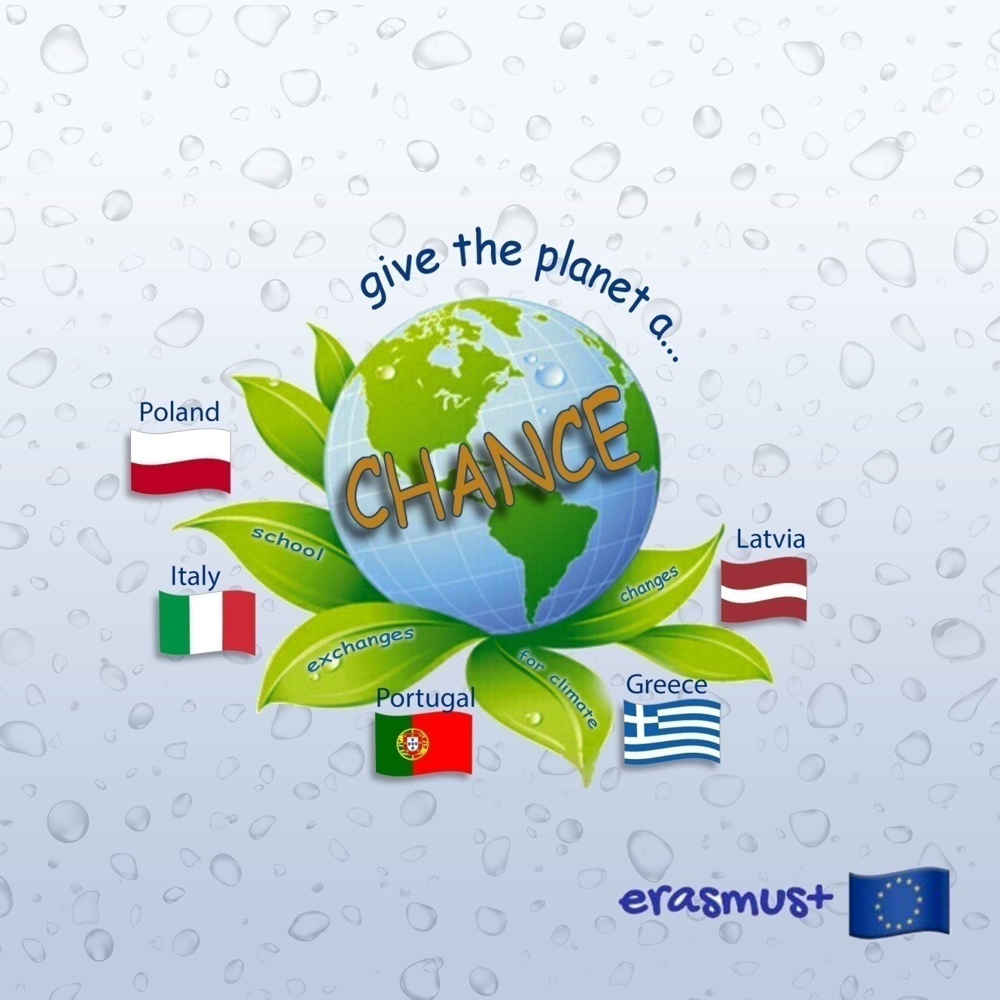 give the planet a...
CHANCE
Poland
school
Latvia
Italy
changes
exchanges
for climate
Portugal
Greece
erasmus+